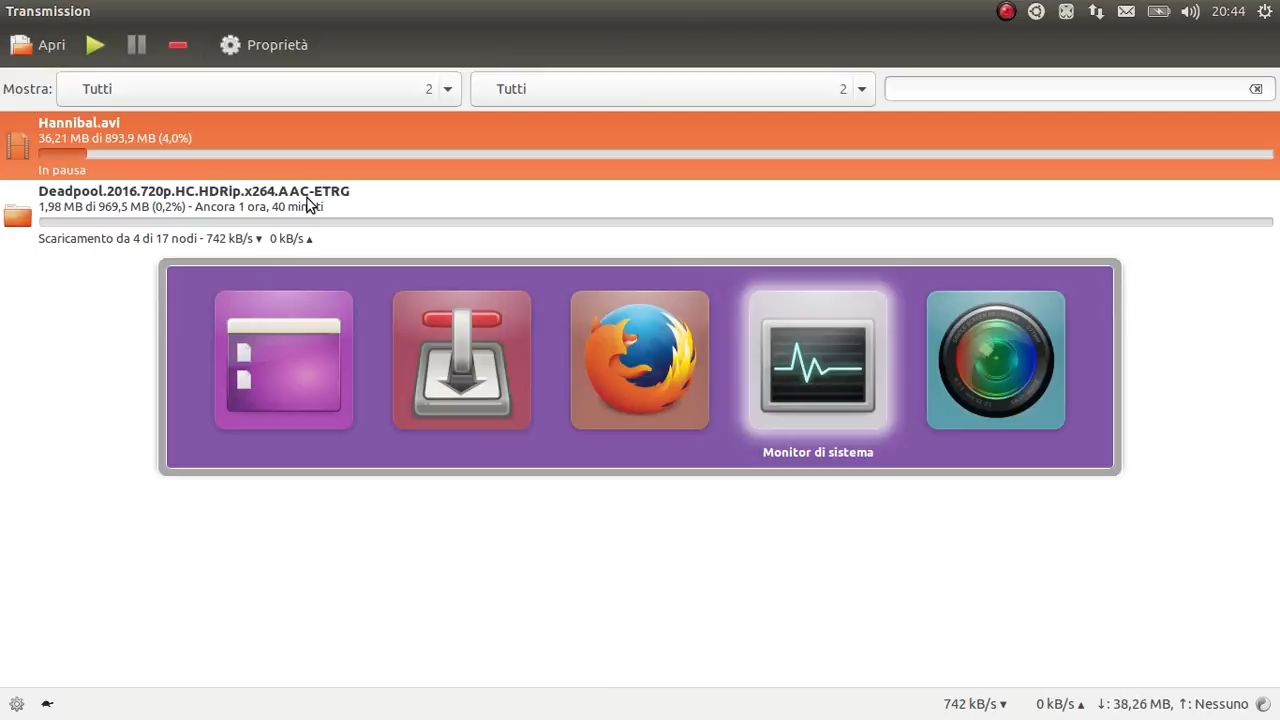 Transmission
20:44
Apri
Proprietà
Mostra:
Tutti
2
Tutti
2
Hannibal.avi
36,21 MB di 893,9 MB (4,0%)
In pausa
Deadpool.2016.720p.HC.HDRip.x264.AAC-ETRG
1,98 MB di 969,5 MB (0,2%) - Ancora 1 ora, 40 minuti
Scaricamento da 4 di 17 nodi - 742 kB/s ▾ 0 kB/s ▴
Monitor di sistema
742 kB/s ▾
0 kB/s ▴
↓: 38,26 MB, ↑: Nessuno